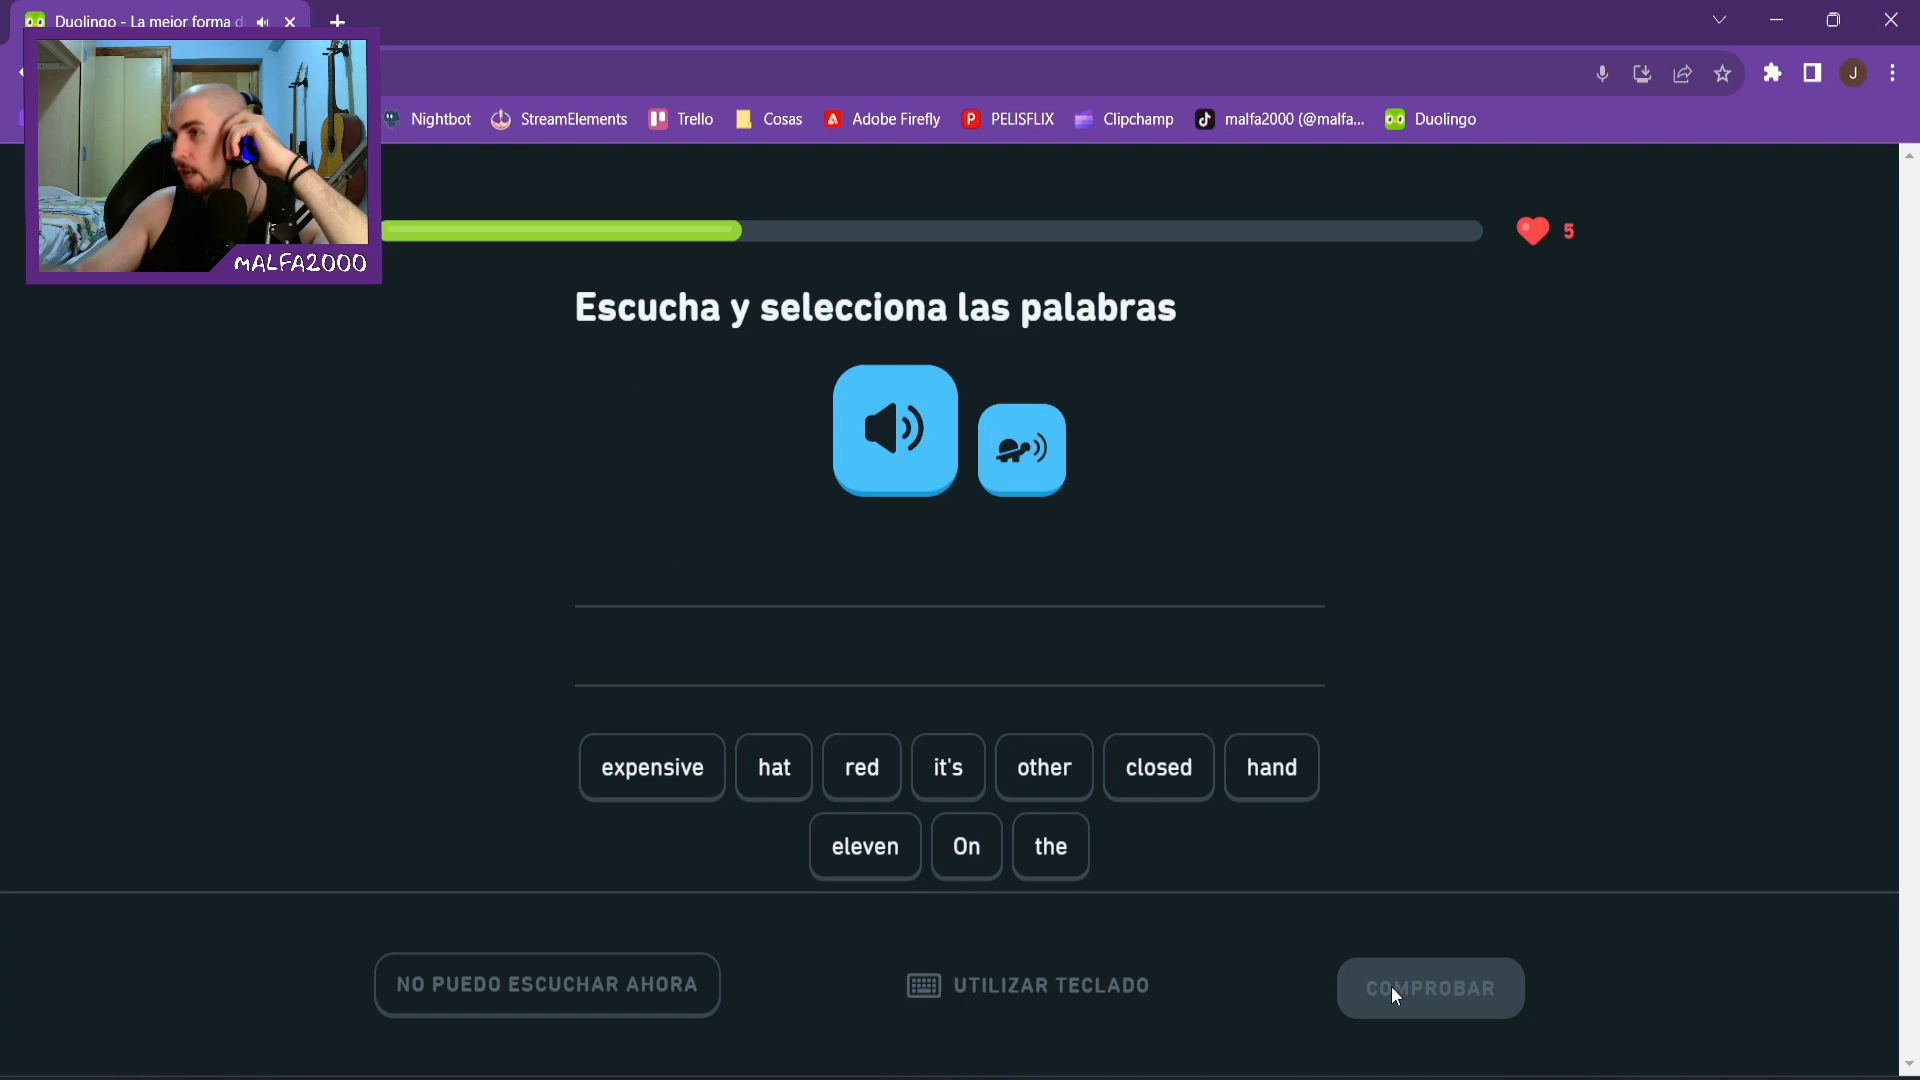 Duolingo - La mejor forma d
J
Nightbot StreamElements Trello Cosas Adobe Firefly PELISFLIX Clipchamp malfa2000 (@malfa... Duolingo
MALFA2000
5
Escucha y selecciona las palabras
expensive hat red it's other closed hand
eleven On the
NO PUEDO ESCUCHAR AHORA UTILIZAR TECLADO COMPROBAR